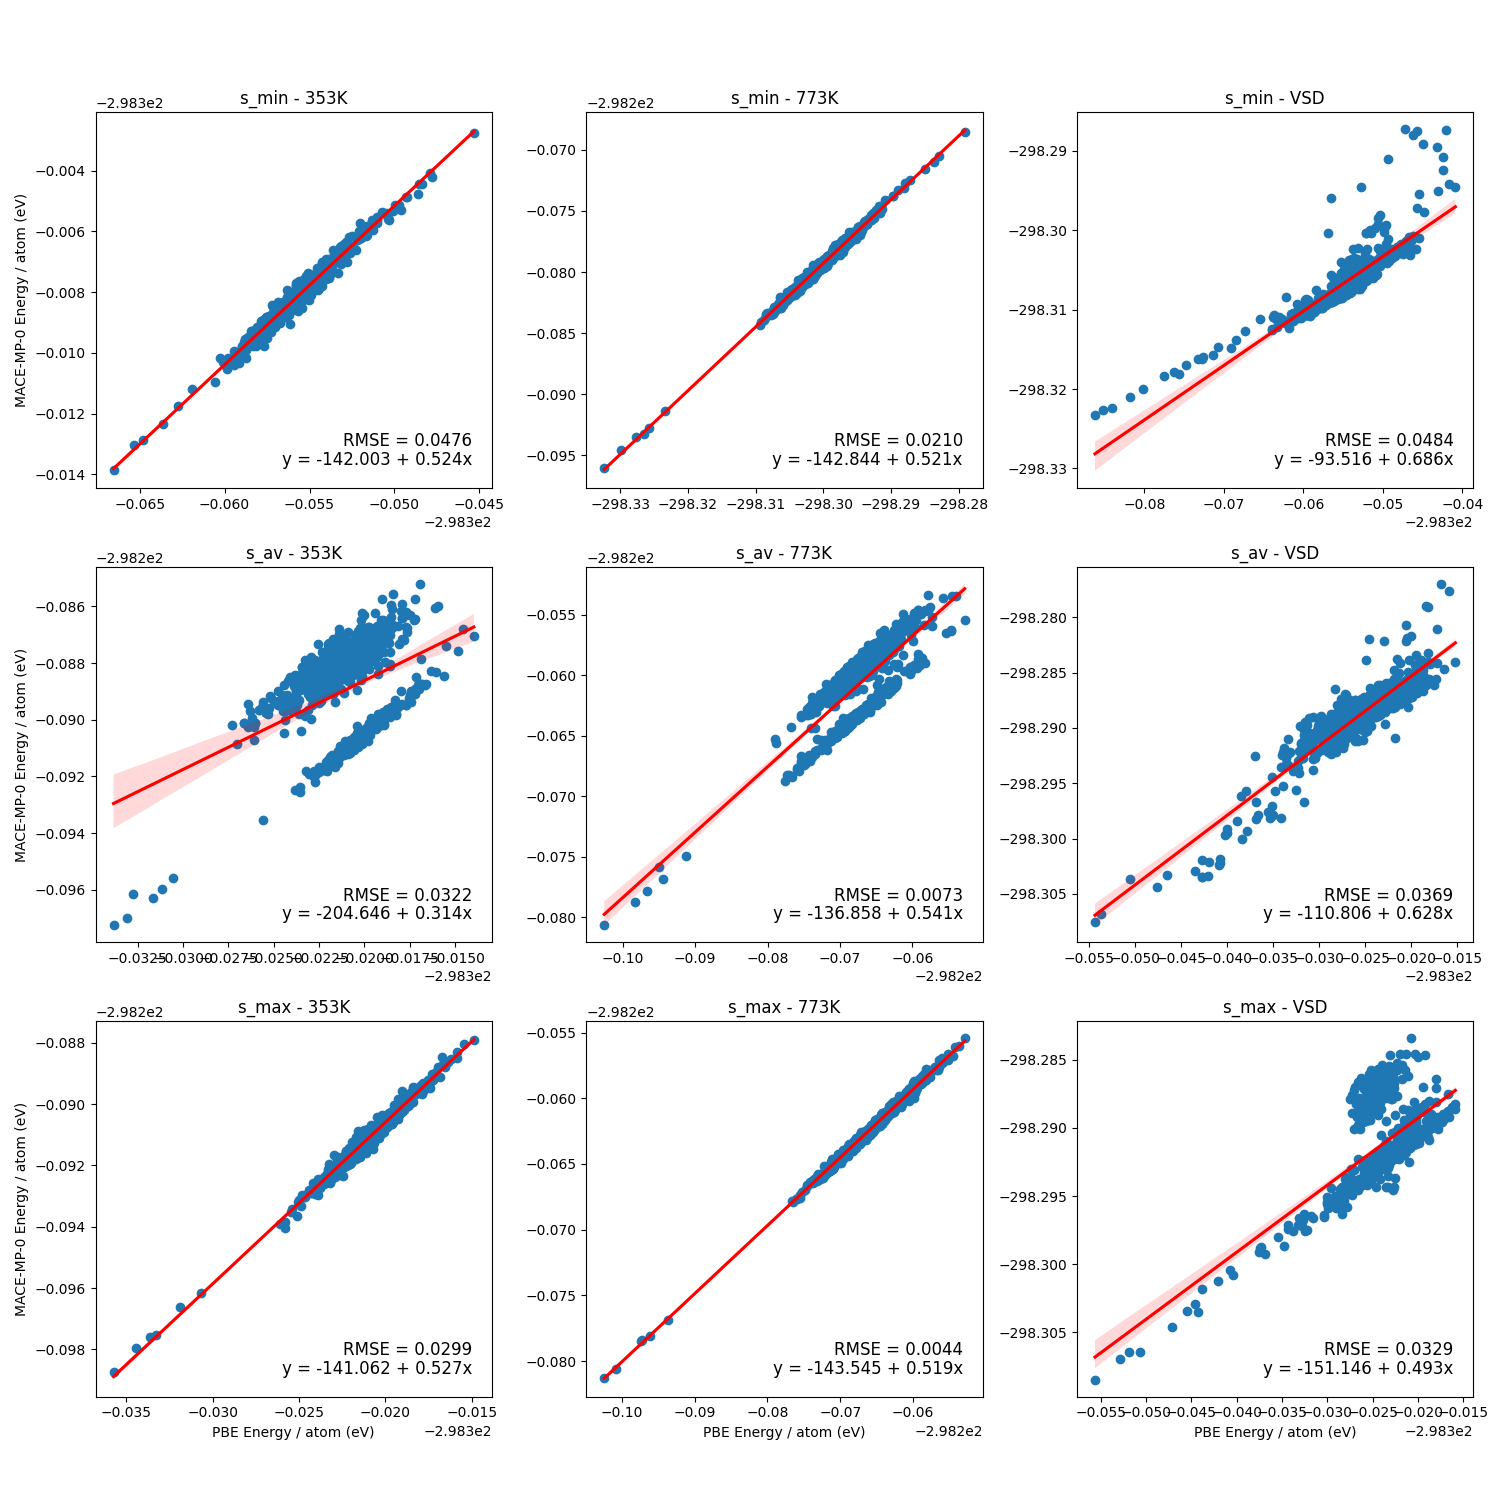 s_min - 353K
s_min - 773K
s_min - VSD
−2.983e2
−2.982e2
MACE-MP-0 Energy / atom (eV)
−0.004
−0.006
−0.008
−0.010
−0.012
−0.014
RMSE = 0.0476
y = -142.003 + 0.524x
−0.065
−0.060
−0.055
−0.050
−0.045
−2.983e2
−0.070
−0.075
−0.080
−0.085
−0.090
−0.095
RMSE = 0.0210
y = -142.844 + 0.521x
−298.33
−298.32
−298.31
−298.30
−298.29
−298.28
−298.29
−298.30
−298.31
−298.32
−298.33
RMSE = 0.0484
y = -93.516 + 0.686x
−0.08
−0.07
−0.06
−0.05
−0.04
−2.983e2
s_av - 353K
s_av - 773K
s_av - VSD
−2.982e2
−2.982e2
MACE-MP-0 Energy / atom (eV)
−0.086
−0.088
−0.090
−0.092
−0.094
−0.096
RMSE = 0.0322
y = -204.646 + 0.314x
−0.0325
−0.0300
−0.0275
−0.0250
−0.0225
−0.0200
−0.0175
−0.0150
−2.983e2
−0.055
−0.060
−0.065
−0.070
−0.075
−0.080
RMSE = 0.0073
y = -136.858 + 0.541x
−0.10
−0.09
−0.08
−0.07
−0.06
−2.982e2
−298.280
−298.285
−298.290
−298.295
−298.300
−298.305
RMSE = 0.0369
y = -110.806 + 0.628x
−0.055
−0.050
−0.045
−0.040
−0.035
−0.030
−0.025
−0.020
−0.015
−2.983e2
s_max - 353K
s_max - 773K
s_max - VSD
−2.982e2
−2.982e2
MACE-MP-0 Energy / atom (eV)
−0.088
−0.090
−0.092
−0.094
−0.096
−0.098
RMSE = 0.0299
y = -141.062 + 0.527x
−0.035
−0.030
−0.025
−0.020
−0.015
PBE Energy / atom (eV)
−2.983e2
−0.055
−0.060
−0.065
−0.070
−0.075
−0.080
RMSE = 0.0044
y = -143.545 + 0.519x
−0.10
−0.09
−0.08
−0.07
−0.06
PBE Energy / atom (eV)
−2.982e2
−298.285
−298.290
−298.295
−298.300
−298.305
RMSE = 0.0329
y = -151.146 + 0.493x
−0.055
−0.050
−0.045
−0.040
−0.035
−0.030
−0.025
−0.020
−0.015
PBE Energy / atom (eV)
−2.983e2